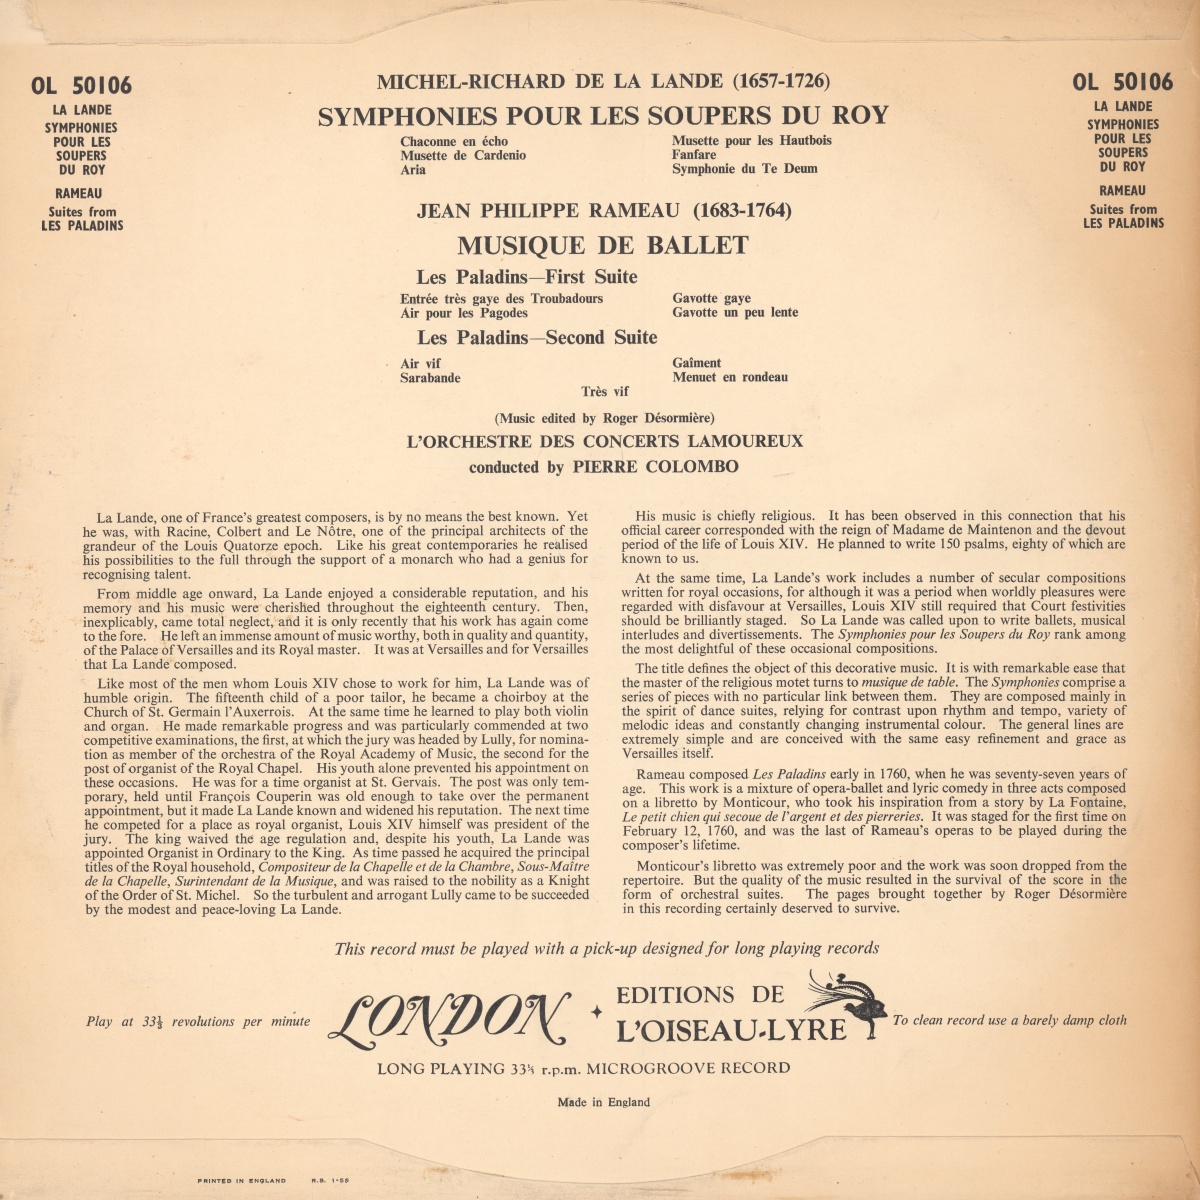 OL 50106
LA LANDE
SYMPHONIES
POUR LES
SOUPERS
DU ROY
RAMEAU
Suites from
LES PALADINS
MICHEL-RICHARD DE LA LANDE (1657-1726)
SYMPHONIES POUR LES SOUPERS DU ROY
Chaconne en écho
Musette de Cardenio
Aria
Musette pour les Hautbois
Fanfare
Symphonie du Te Deum
JEAN PHILIPPE RAMEAU (1683-1764)
MUSIQUE DE BALLET
Les Paladins—First Suite
Entrée très gaye des Troubadours
Air pour les Pagodes
Gavotte gaye
Gavotte un peu lente
Les Paladins—Second Suite
Air vif
Sarabande
Gaîment
Menuet en rondeau
Très vif
(Music edited by Roger Désormière)
L'ORCHESTRE DES CONCERTS LAMOUREUX
conducted by PIERRE COLOMBO
OL 50106
LA LANDE
SYMPHONIES
POUR LES
SOUPERS
DU ROY
RAMEAU
Suites from
LES PALADINS
La Lande, one of France's greatest composers, is by no means the best known. Yet
he was, with Racine, Colbert and Le Nôtre, one of the principal architects of the
grandeur of the Louis Quatorze epoch. Like his great contemporaries he realised
his possibilities to the full through the support of a monarch who had a genius for
recognising talent.
From middle age onward, La Lande enjoyed a considerable reputation, and his
memory and his music were cherished throughout the eighteenth century. Then,
inexplicably, came total neglect, and it is only recently that his work has again come
to the fore. He left an immense amount of music worthy, both in quality and quantity,
of the Palace of Versailles and its Royal master. It was at Versailles and for Versailles
that La Lande composed.
Like most of the men whom Louis XIV chose to work for him, La Lande was of
humble origin. The fifteenth child of a poor tailor, he became a choirboy at the
Church of St. Germain l'Auxerrois. At the same time he learned to play both violin
and organ. He made remarkable progress and was particularly commended at two
competitive examinations, the first, at which the jury was headed by Lully, for nomina-
tion as member of the orchestra of the Royal Academy of Music, the second for the
post of organist of the Royal Chapel. His youth alone prevented his appointment on
these occasions. He was for a time organist at St. Gervais. The post was only tem-
porary, held until François Couperin was old enough to take over the permanent
appointment, but it made La Lande known and widened his reputation. The next time
he competed for a place as royal organist, Louis XIV himself was president of the
jury. The king waived the age regulation and, despite his youth, La Lande was
appointed Organist in Ordinary to the King. As time passed he acquired the principal
titles of the Royal household, Compositeur de la Chapelle et de la Chambre, Sous-Maître
de la Chapelle, Surintendant de la Musique, and was raised to the nobility as a Knight
of the Order of St. Michel. So the turbulent and arrogant Lully came to be succeeded
by the modest and peace-loving La Lande.
His music is chiefly religious. It has been observed in this connection that his
official career corresponded with the reign of Madame de Maintenon and the devout
period of the life of Louis XIV. He planned to write 150 psalms, eighty of which are
known to us.
At the same time, La Lande's work includes a number of secular compositions
written for royal occasions, for although it was a period when worldly pleasures were
regarded with disfavour at Versailles, Louis XIV still required that Court festivities
should be brilliantly staged. So La Lande was called upon to write ballets, musical
interludes and divertissements. The Symphonies pour les Soupers du Roy rank among
the most delightful of these occasional compositions.
The title defines the object of this decorative music. It is with remarkable ease that
the master of the religious motet turns to musique de table. The Symphonies comprise a
series of pieces with no particular link between them. They are composed mainly in
the spirit of dance suites, relying for contrast upon rhythm and tempo, variety of
melodic ideas and constantly changing instrumental colour. The general lines are
extremely simple and are conceived with the same easy refinement and grace as
Versailles itself.
Rameau composed Les Paladins early in 1760, when he was seventy-seven years of
age. This work is a mixture of opera-ballet and lyric comedy in three acts composed
on a libretto by Monticour, who took his inspiration from a story by La Fontaine,
Le petit chien qui secoue de l'argent et des pierreries. It was staged for the first time on
February 12, 1760, and was the last of Rameau's operas to be played during the
composer's lifetime.
Monticour's libretto was extremely poor and the work was soon dropped from the
repertoire. But the quality of the music resulted in the survival of the score in the
form of orchestral suites. The pages brought together by Roger Désormière
in this recording certainly deserved to survive.
This record must be played with a pick-up designed for long playing records
Play at 33⅓ revolutions per minute
LONDON
EDITIONS DE
L'OISEAU-LYRE
To clean record use a barely damp cloth
LONG PLAYING 33⅓ r.p.m. MICROGROOVE RECORD
Made in England
PRINTED IN ENGLAND R.B. 1-55